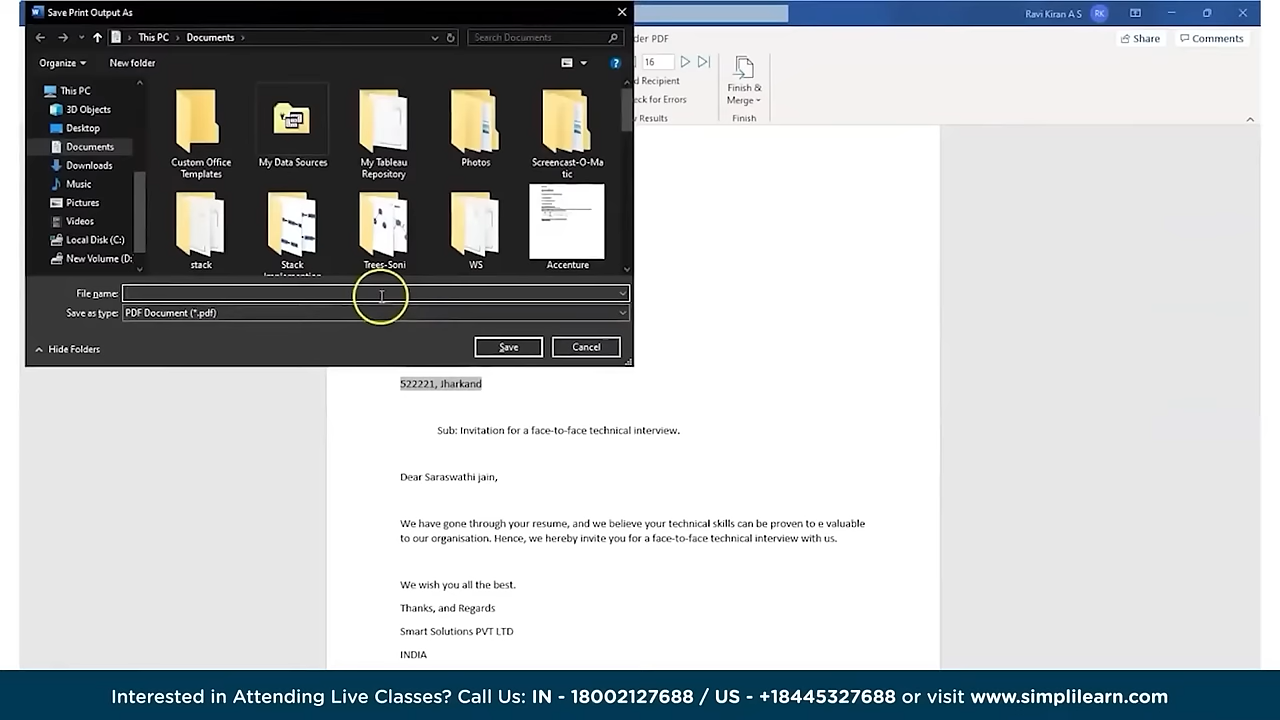 Save Print Output As
Ravi Kiran A S RK
This PC > Documents >
Search Documents
der PDF
Share Comments
Organize
New folder
16
d Recipient
eck for Errors
w Results
Finish &
Merge
Finish
This PC
3D Objects
Desktop
Documents
Downloads
Music
Pictures
Videos
Local Disk (C:)
New Volume (D:
Custom Office
Templates
My Data Sources
My Tableau
Repository
Photos
Screencast-O-Ma
tic
stack
Stack
Implementation
Trees-Soni
WS
Accenture
File name:
Save as type: PDF Document (*.pdf)
Hide Folders
Save
Cancel
522221, Jharkand
Sub: Invitation for a face-to-face technical interview.
Dear Saraswathi jain,
We have gone through your resume, and we believe your technical skills can be proven to e valuable
to our organisation. Hence, we hereby invite you for a face-to-face technical interview with us.
We wish you all the best.
Thanks, and Regards
Smart Solutions PVT LTD
INDIA
Interested in Attending Live Classes? Call Us: IN - 18002127688 / US - +18445327688 or visit www.simplilearn.com